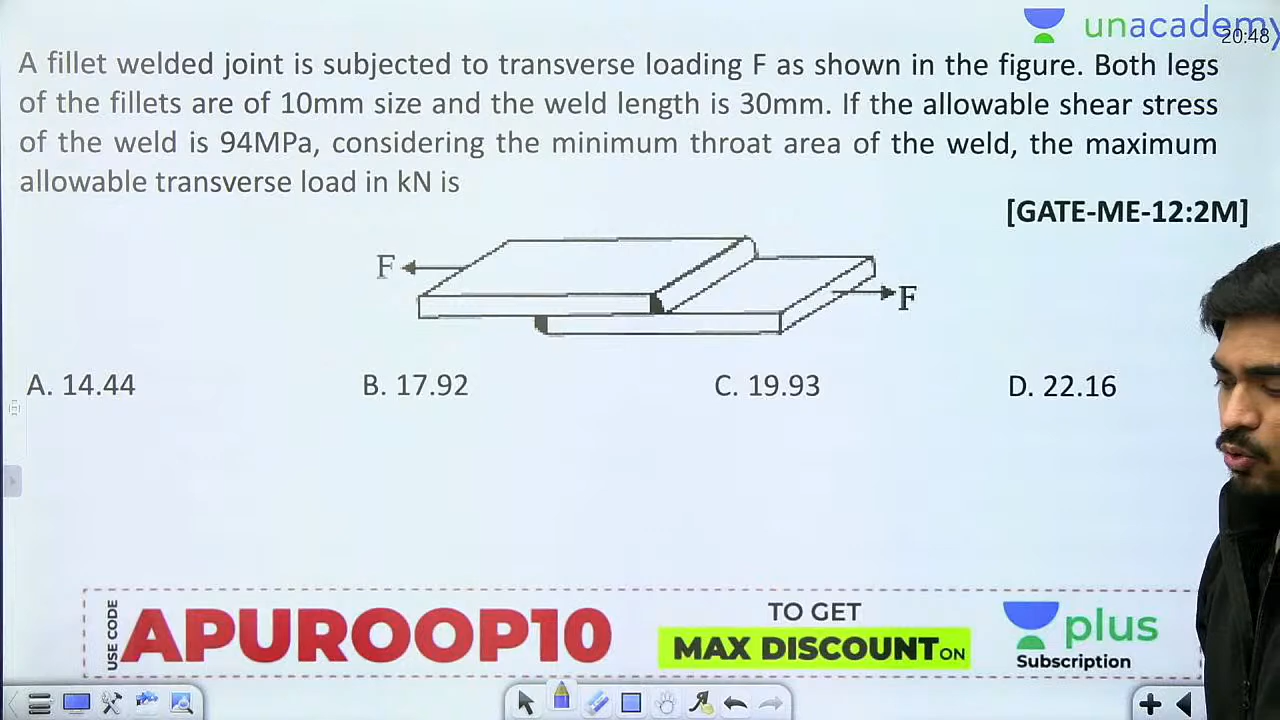 unacademy
20:48
A fillet welded joint is subjected to transverse loading F as shown in the figure. Both legs
of the fillets are of 10mm size and the weld length is 30mm. If the allowable shear stress
of the weld is 94MPa, considering the minimum throat area of the weld, the maximum
allowable transverse load in kN is
[GATE-ME-12:2M]
F
F
A. 14.44 B. 17.92 C. 19.93 D. 22.16
USE CODE
APUROOP10
TO GET
MAX DISCOUNT ON
plus
Subscription